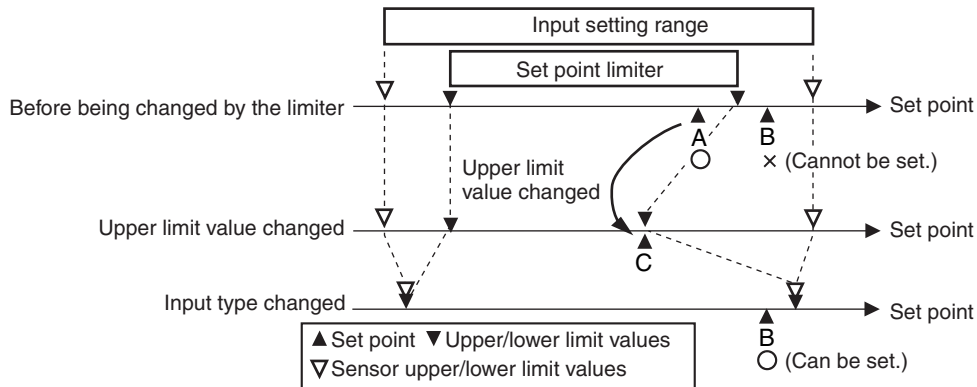 Input setting range
Set point limiter
Before being changed by the limiter
Set point
A
B
○
× (Cannot be set.)
Upper limit
value changed
Upper limit value changed
Set point
C
Input type changed
Set point
B
○ (Can be set.)
▲ Set point ▼ Upper/lower limit values
▽ Sensor upper/lower limit values